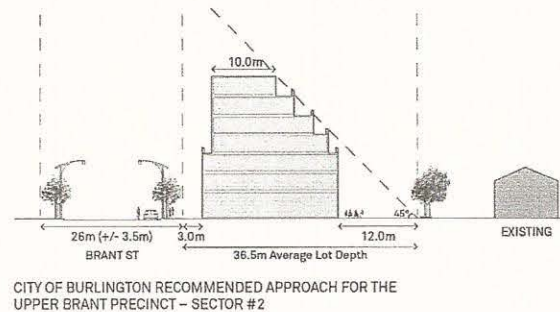 10.0m
45°
26m (+/- 3.5m)
3.0m
12.0m
EXISTING
BRANT ST
36.5m Average Lot Depth
CITY OF BURLINGTON RECOMMENDED APPROACH FOR THE
UPPER BRANT PRECINCT – SECTOR #2